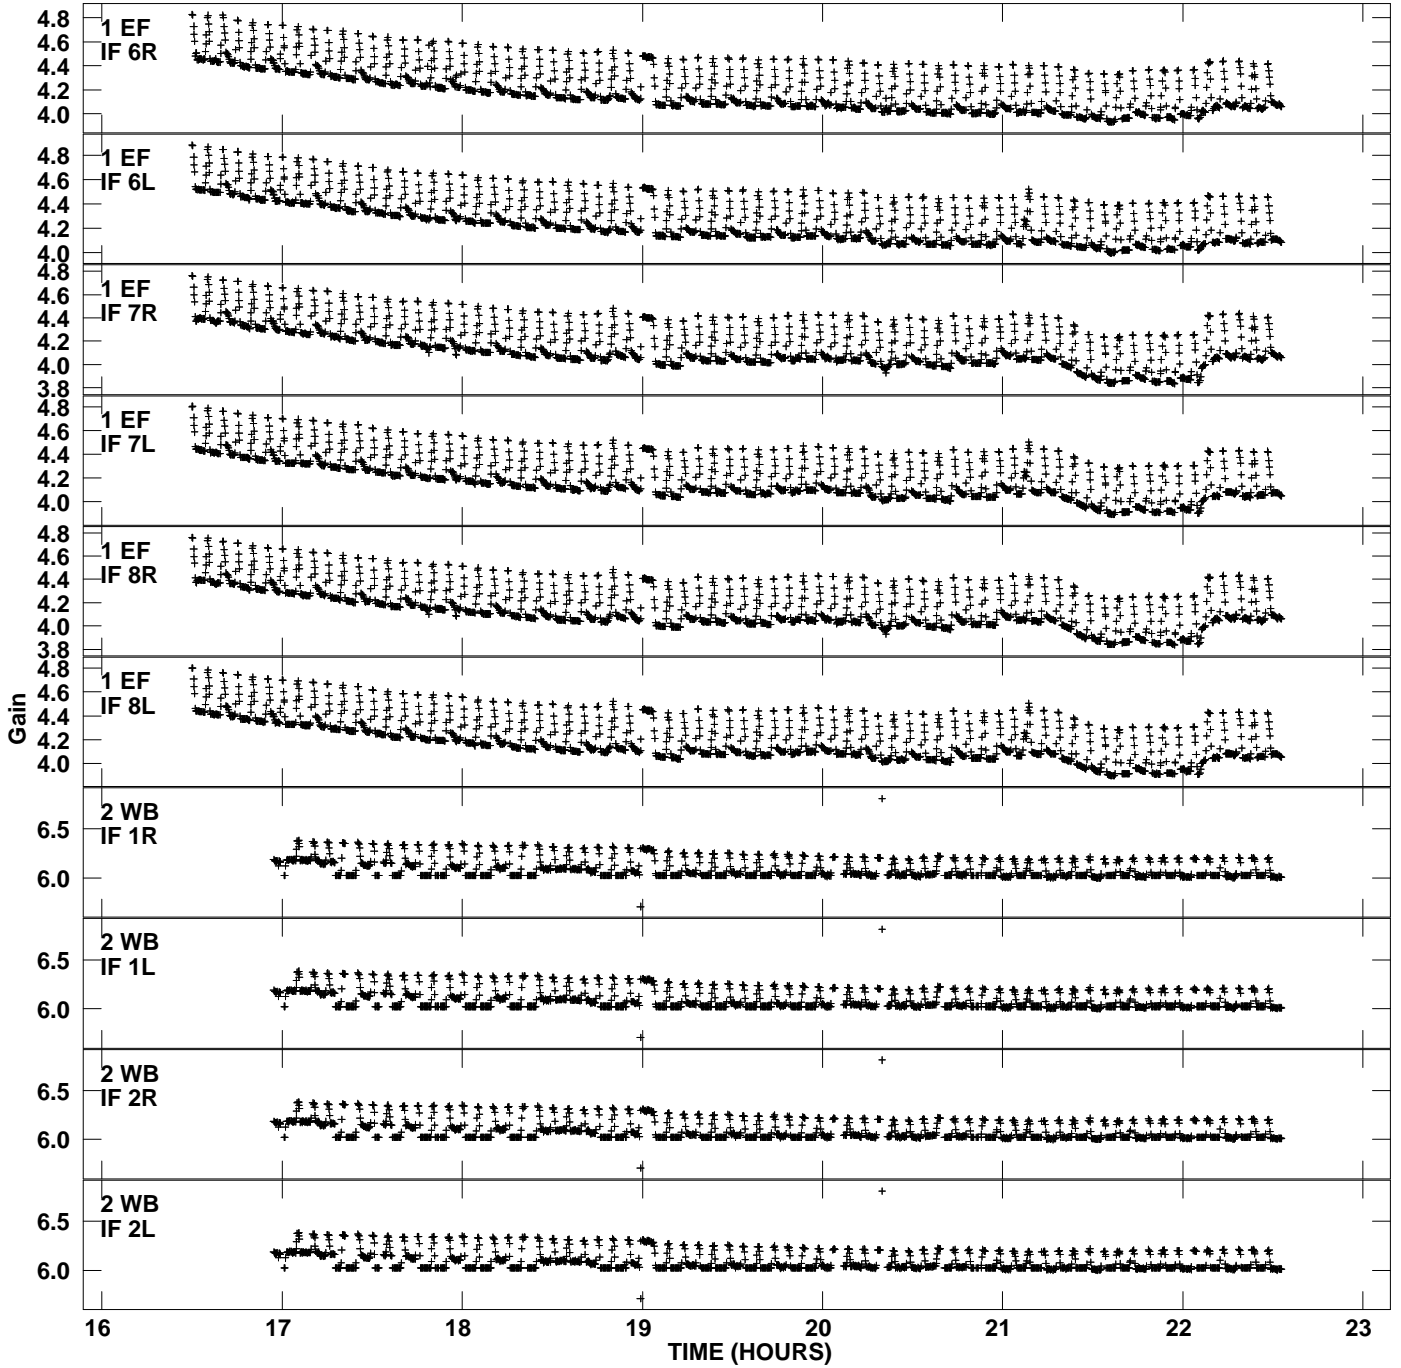 4.8
4.6
4.4
4.2
4.0
1 EF
IF 6R
4.8
4.6
4.4
4.2
4.0
1 EF
IF 6L
4.8
4.6
4.4
4.2
4.0
3.8
1 EF
IF 7R
4.8
4.6
4.4
4.2
4.0
1 EF
IF 7L
4.8
4.6
4.4
4.2
4.0
3.8
1 EF
IF 8R
4.8
4.6
4.4
4.2
4.0
1 EF
IF 8L
Gain
6.5
6.0
2 WB
IF 1R
6.5
6.0
2 WB
IF 1L
6.5
6.0
2 WB
IF 2R
6.5
6.0
2 WB
IF 2L
16 17 18 19 20 21 22 23
TIME (HOURS)